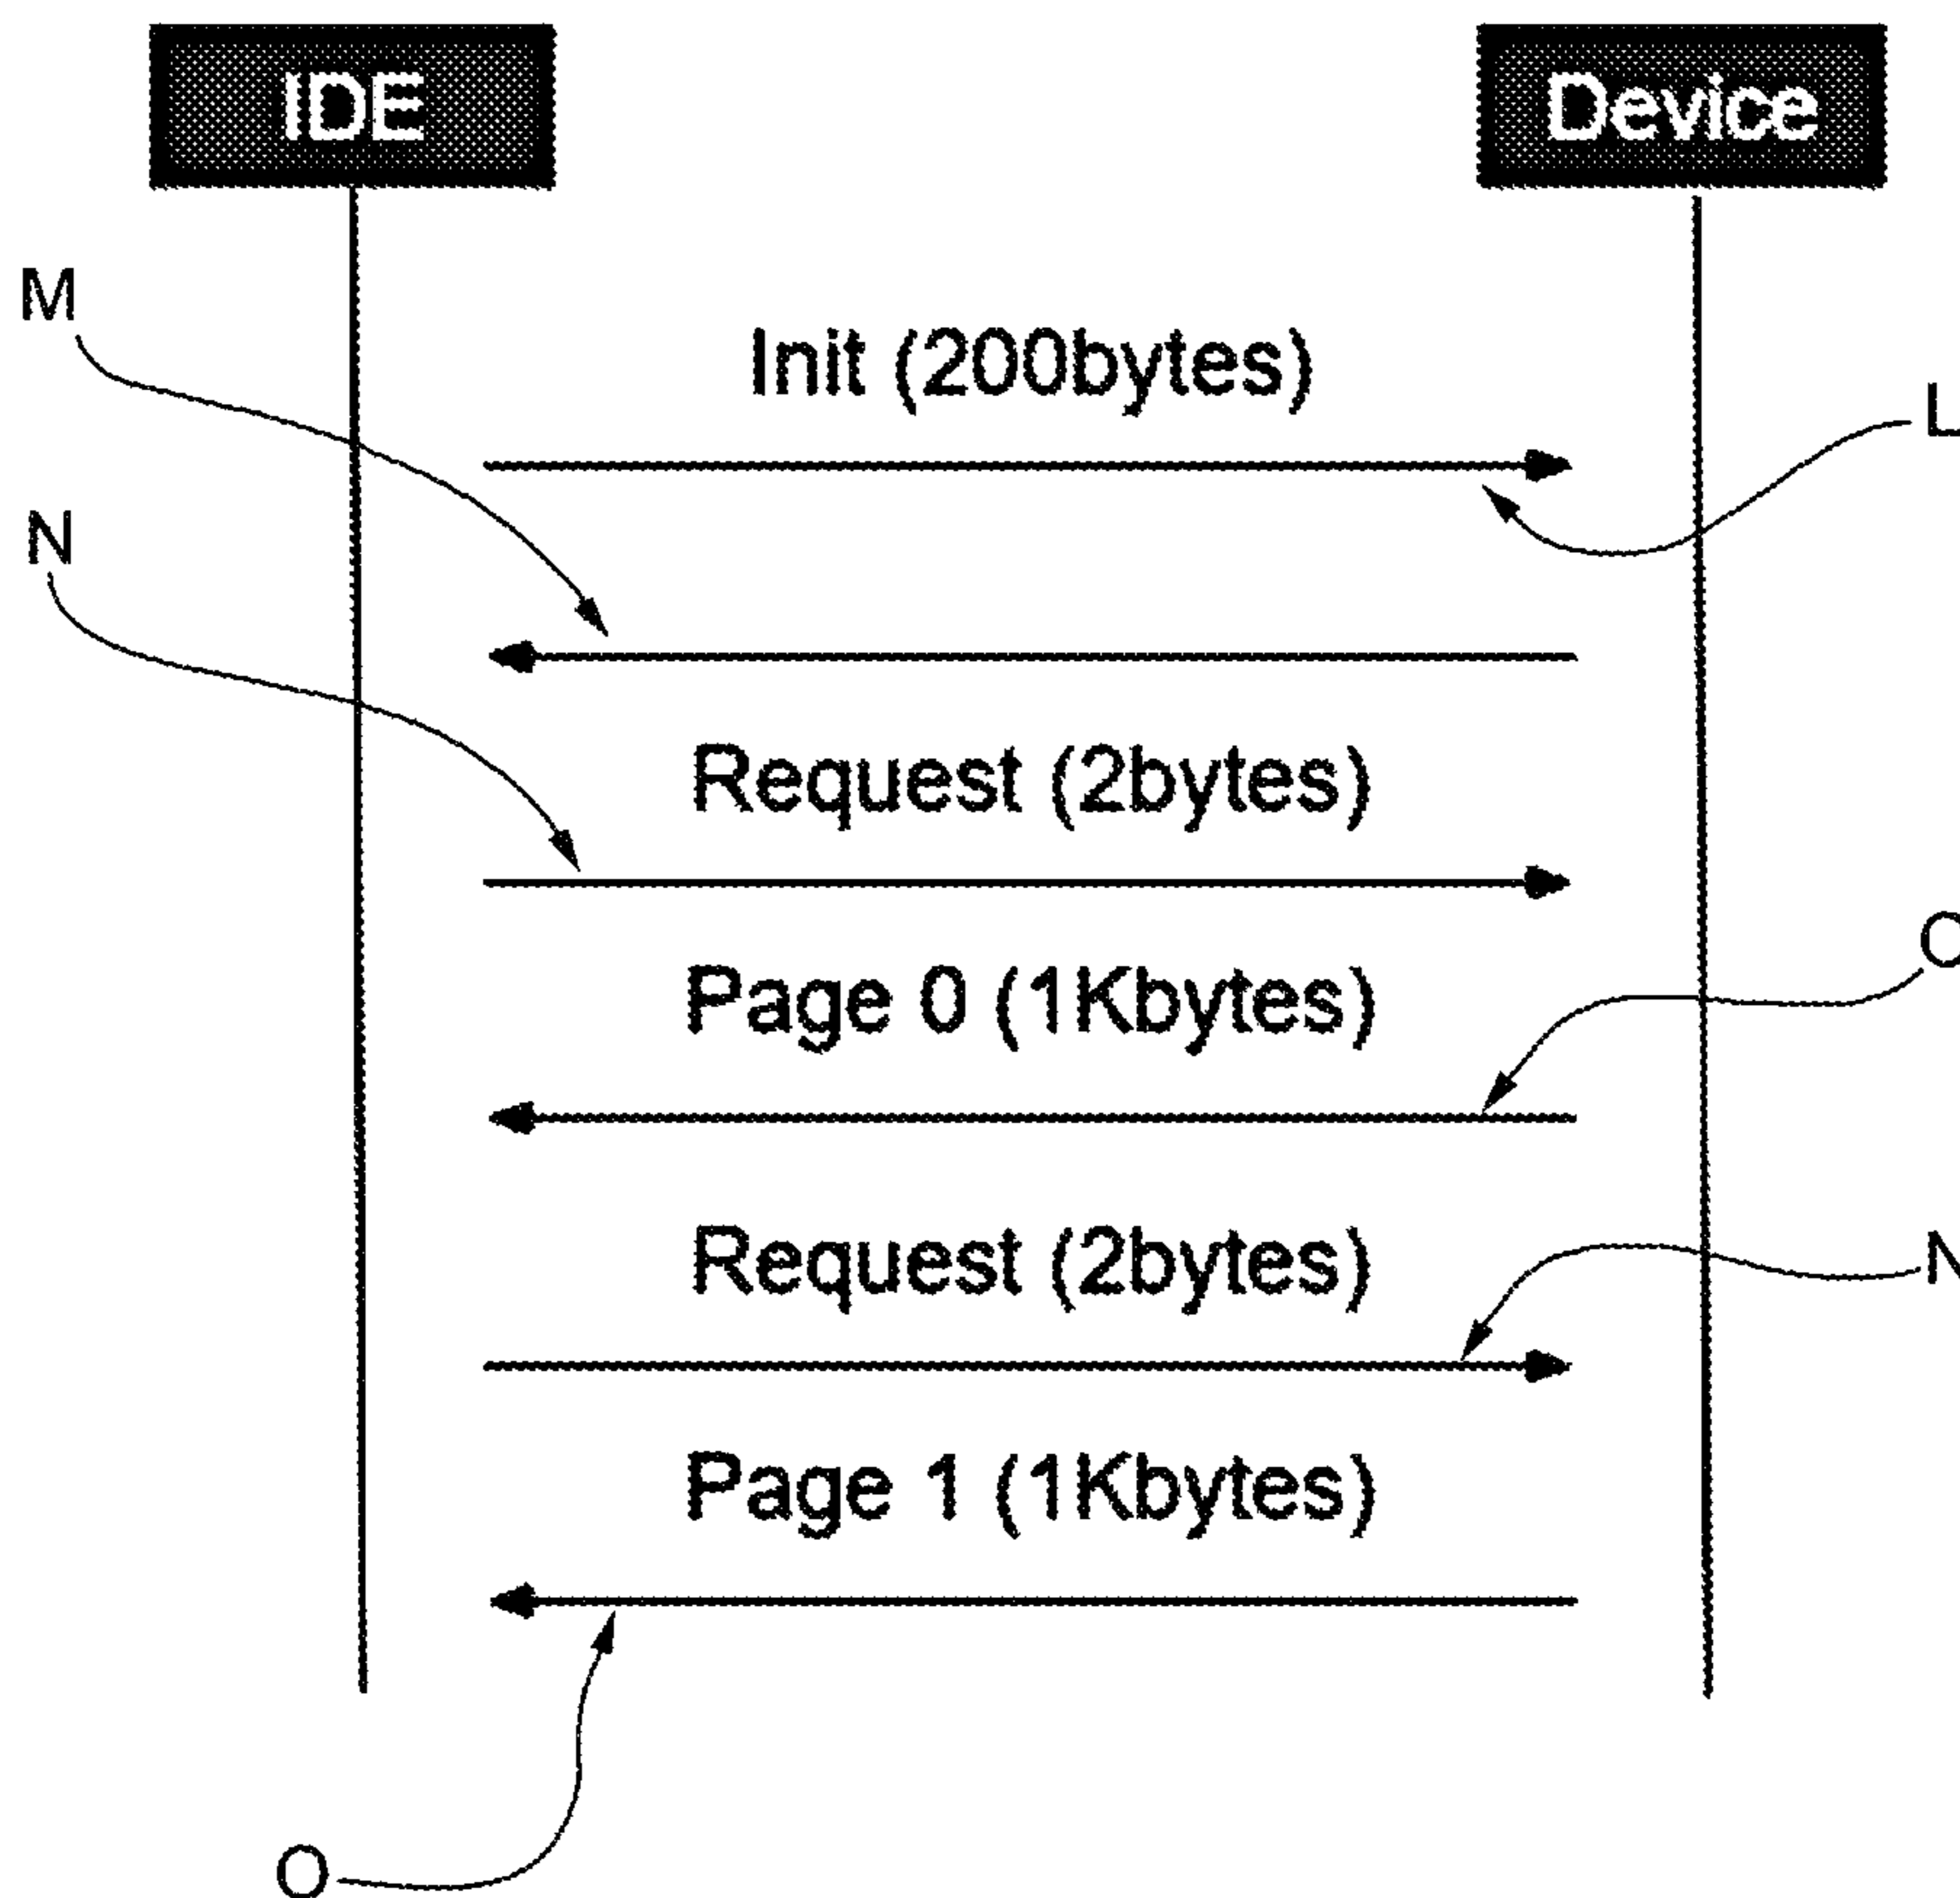 IDE
Device
M
Init (200bytes)
L
N
Request (2bytes)
O
Page 0 (1Kbytes)
Request (2bytes)
N
Page 1 (1Kbytes)
O